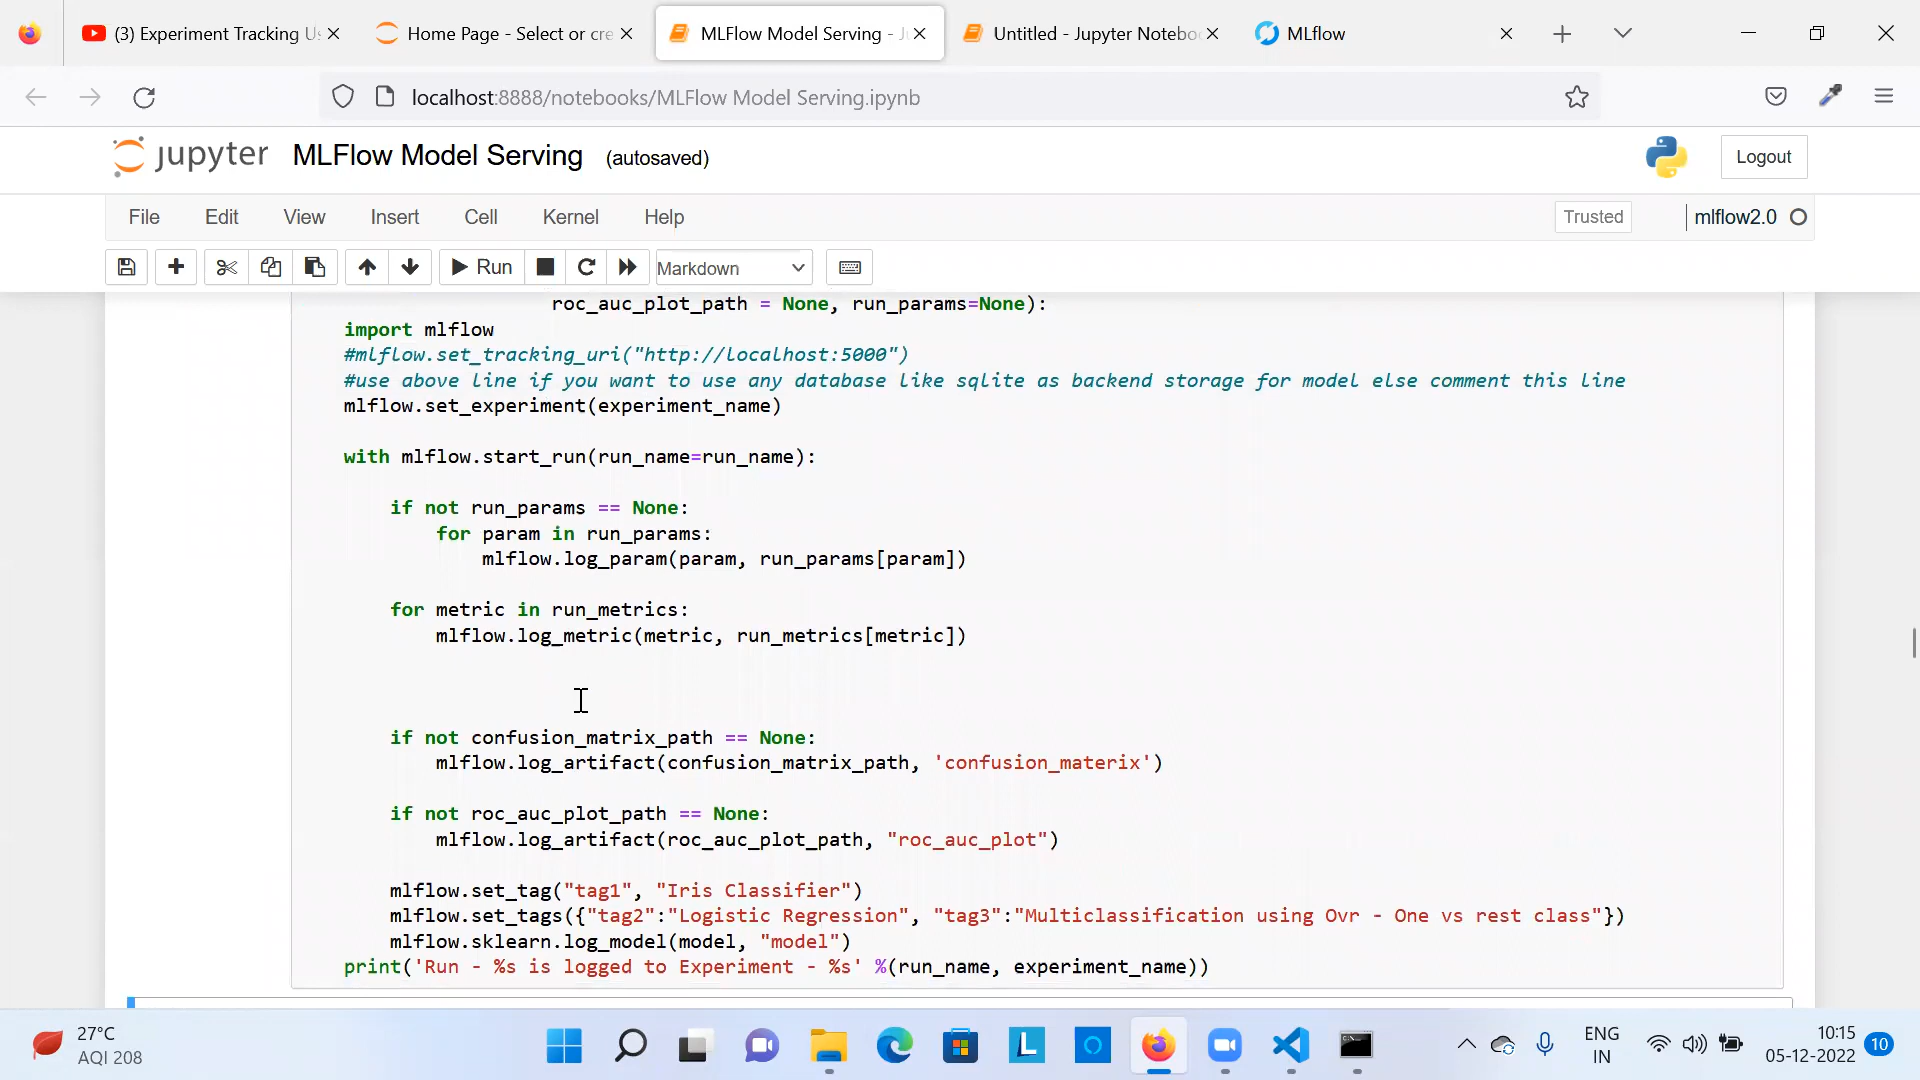 (3) Experiment Tracking Us
Home Page - Select or cre
MLFlow Model Serving - Ju
Untitled - Jupyter Notebo
MLflow
localhost:8888/notebooks/MLFlow Model Serving.ipynb
jupyter MLFlow Model Serving (autosaved)
Logout
File Edit View Insert Cell Kernel Help
Trusted
mlflow2.0
Run
Markdown
roc_auc_plot_path = None, run_params=None):
import mlflow
#mlflow.set_tracking_uri("http://localhost:5000")
#use above line if you want to use any database like sqlite as backend storage for model else comment this line
mlflow.set_experiment(experiment_name)
with mlflow.start_run(run_name=run_name):
if not run_params == None:
for param in run_params:
mlflow.log_param(param, run_params[param])
for metric in run_metrics:
mlflow.log_metric(metric, run_metrics[metric])
if not confusion_matrix_path == None:
mlflow.log_artifact(confusion_matrix_path, 'confusion_materix')
if not roc_auc_plot_path == None:
mlflow.log_artifact(roc_auc_plot_path, "roc_auc_plot")
mlflow.set_tag("tag1", "Iris Classifier")
mlflow.set_tags({"tag2":"Logistic Regression", "tag3":"Multiclassification using Ovr - One vs rest class"})
mlflow.sklearn.log_model(model, "model")
print('Run - %s is logged to Experiment - %s' %(run_name, experiment_name))
27°C
AQI 208
L
ENG
IN
10:15
05-12-2022
10